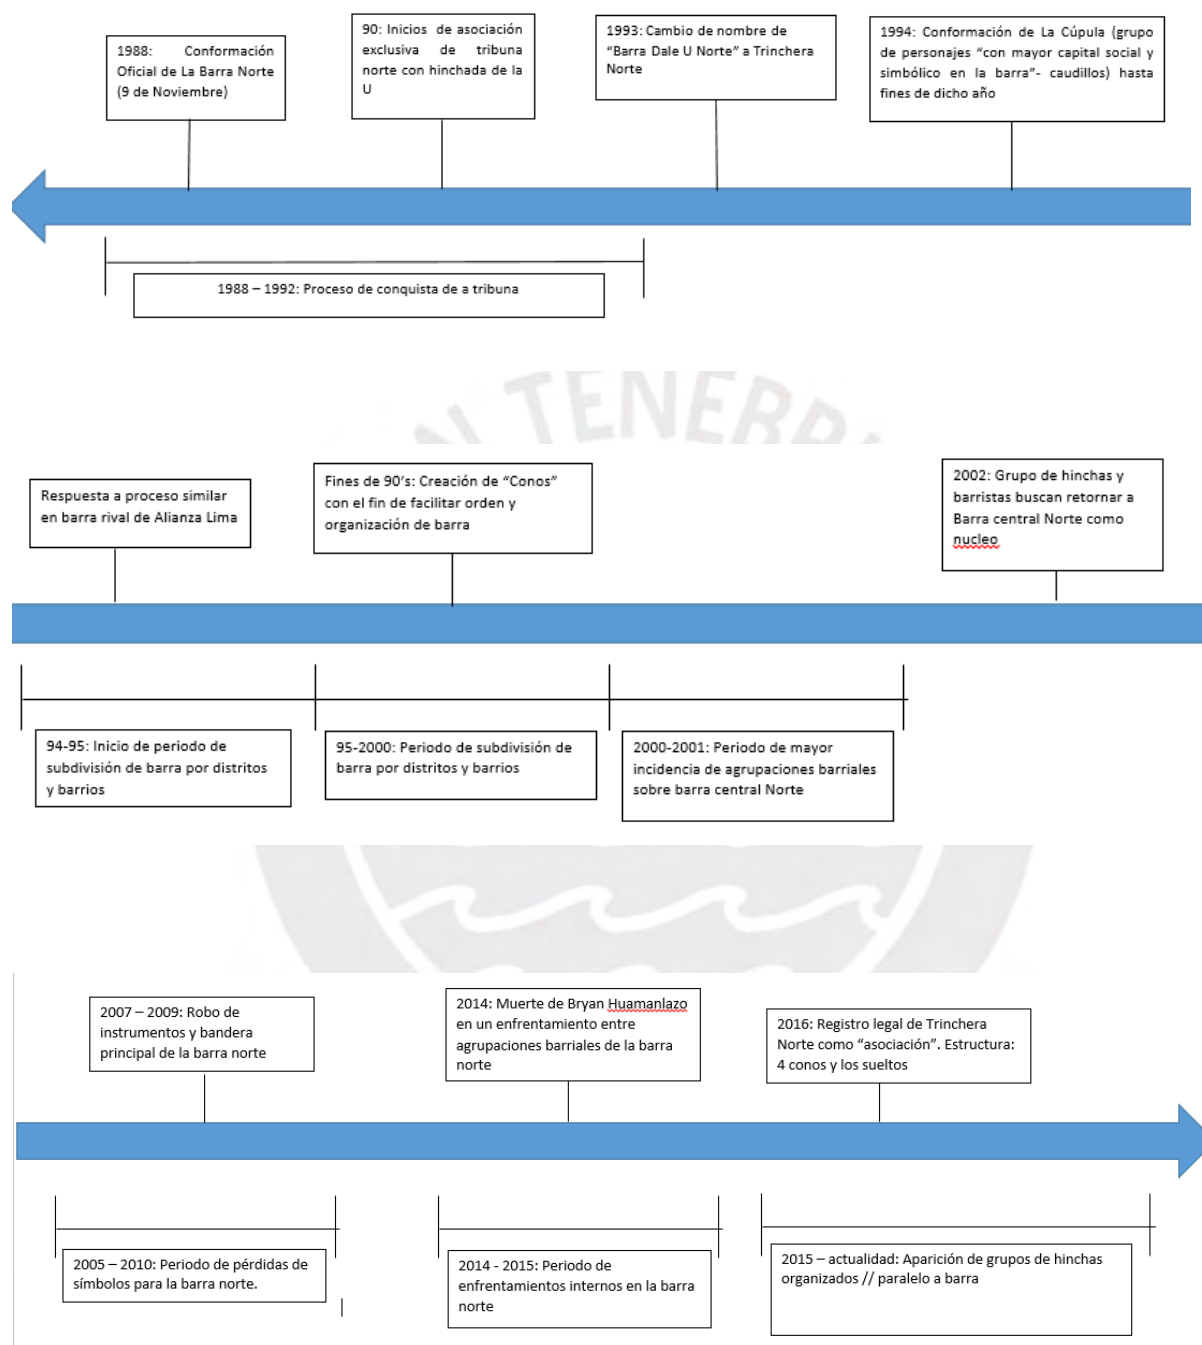 1988: Conformación
Oficial de La Barra Norte
(9 de Noviembre)
90: Inicios de asociación
exclusiva de tribuna
norte con hinchada de la
U
1993: Cambio de nombre de
“Barra Dale U Norte” a Trinchera
Norte
1994: Conformación de La Cúpula (grupo
de personajes “con mayor capital social y
simbólico en la barra”- caudillos) hasta
fines de dicho año
1988 – 1992: Proceso de conquista de a tribuna
EN TENEBRI
Respuesta a proceso similar
en barra rival de Alianza Lima
Fines de 90’s: Creación de “Conos”
con el fin de facilitar orden y
organización de barra
2002: Grupo de hinchas y
barristas buscan retornar a
Barra central Norte como
nucleo
94-95: Inicio de periodo de
subdivisión de barra por distritos
y barrios
95-2000: Periodo de subdivisión de
barra por distritos y barrios
2000-2001: Periodo de mayor
incidencia de agrupaciones barriales
sobre barra central Norte
2007 – 2009: Robo de
instrumentos y bandera
principal de la barra norte
2014: Muerte de Bryan Huamanlazo
en un enfrentamiento entre
agrupaciones barriales de la barra
norte
2016: Registro legal de Trinchera
Norte como “asociación”. Estructura:
4 conos y los sueltos
2005 – 2010: Periodo de pérdidas de
símbolos para la barra norte.
2014 - 2015: Periodo de
enfrentamientos internos en la barra
norte
2015 – actualidad: Aparición de grupos de hinchas
organizados // paralelo a barra